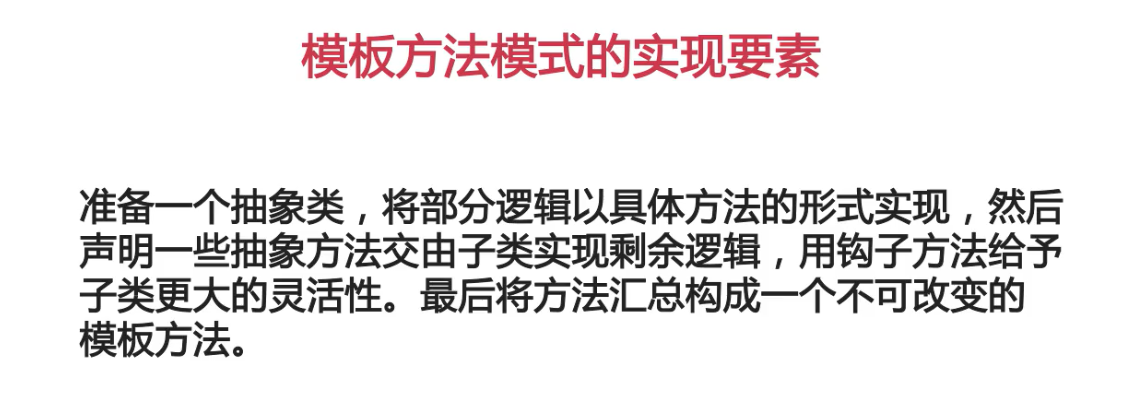 模板方法模式的实现要素
准备一个抽象类，将部分逻辑以具体方法的形式实现，然后
声明一些抽象方法交由子类实现剩余逻辑，用钩子方法给予
子类更大的灵活性。最后将方法汇总构成一个不可改变的
模板方法。